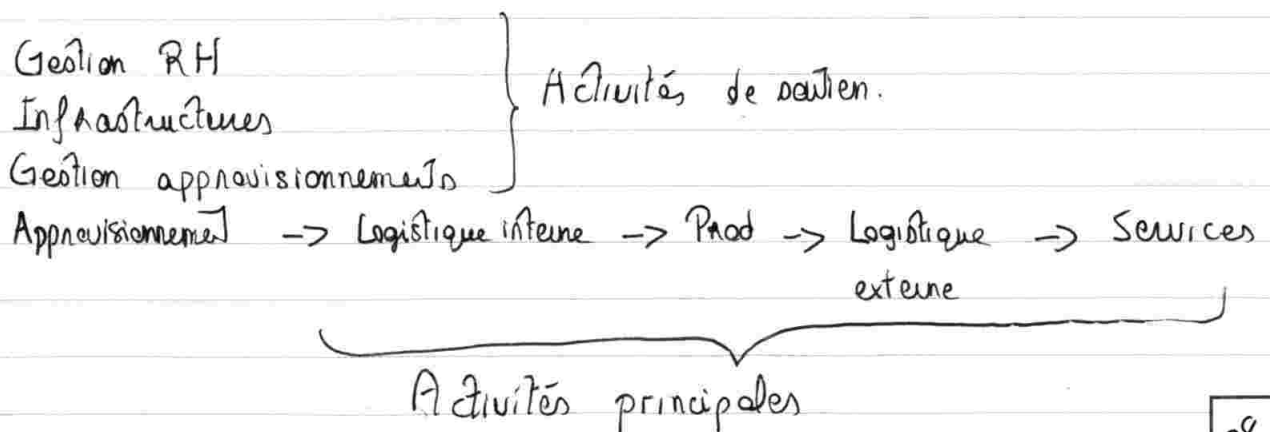 Gestion RH
Infrastructures
Gestion approvisionnements
Activités de soutien.
Approvisionnement -> Logistique interne -> Prod -> Logistique -> Services
externe
Activités principales